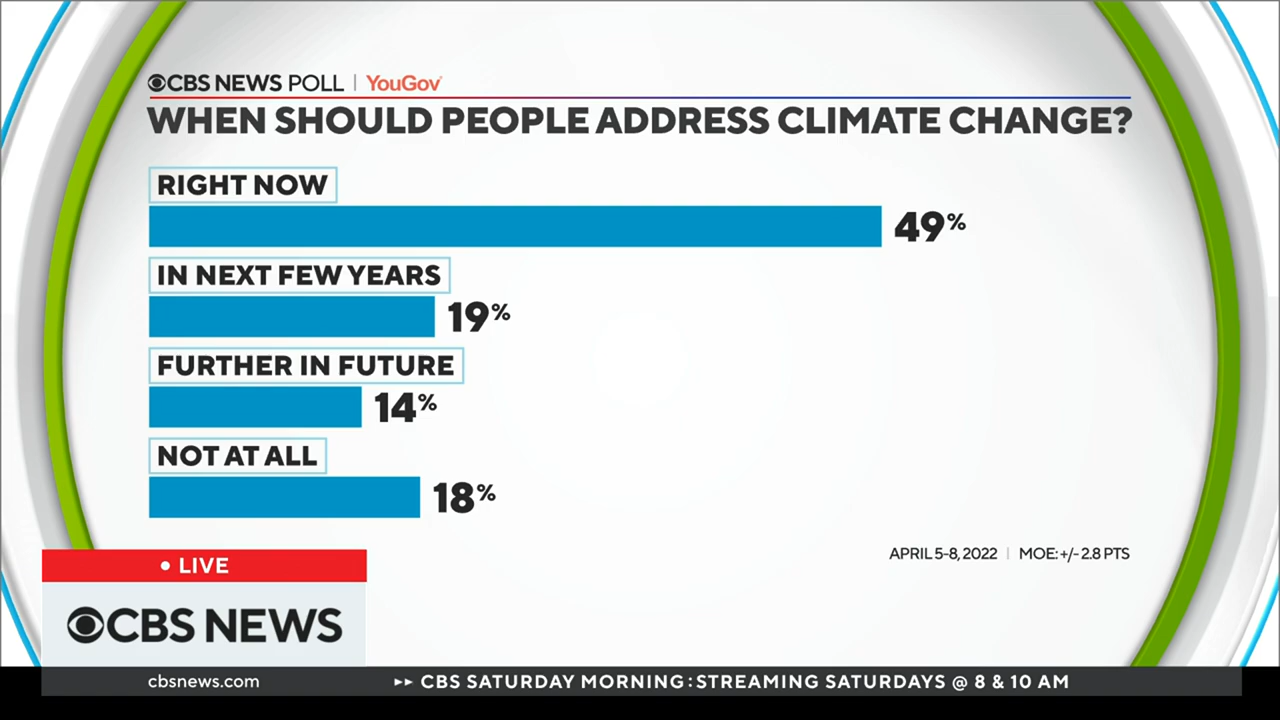 CBS NEWS POLL | YouGov
WHEN SHOULD PEOPLE ADDRESS CLIMATE CHANGE?
RIGHT NOW
49%
IN NEXT FEW YEARS
19%
FURTHER IN FUTURE
14%
NOT AT ALL
18%
APRIL 5-8, 2022 | MOE: +/- 2.8 PTS
• LIVE
CBS NEWS
cbsnews.com
CBS SATURDAY MORNING: STREAMING SATURDAYS @ 8 & 10 AM